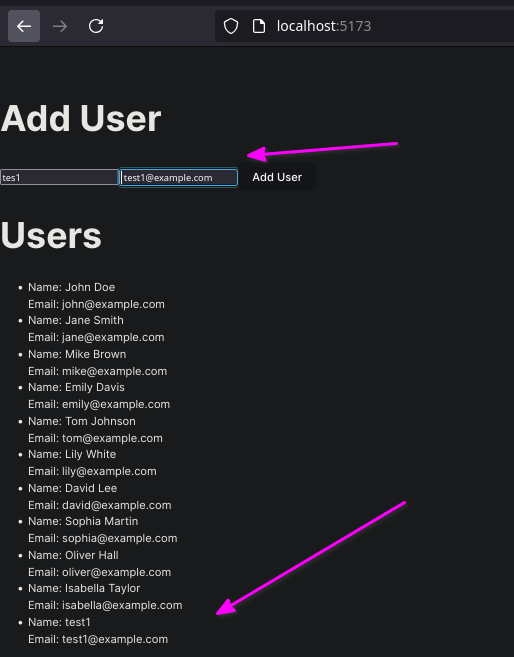 localhost:5173
Add User
tes1 test1@example.com Add User
Users
Name: John Doe
Email: john@example.com
Name: Jane Smith
Email: jane@example.com
Name: Mike Brown
Email: mike@example.com
Name: Emily Davis
Email: emily@example.com
Name: Tom Johnson
Email: tom@example.com
Name: Lily White
Email: lily@example.com
Name: David Lee
Email: david@example.com
Name: Sophia Martin
Email: sophia@example.com
Name: Oliver Hall
Email: oliver@example.com
Name: Isabella Taylor
Email: isabella@example.com
Name: test1
Email: test1@example.com